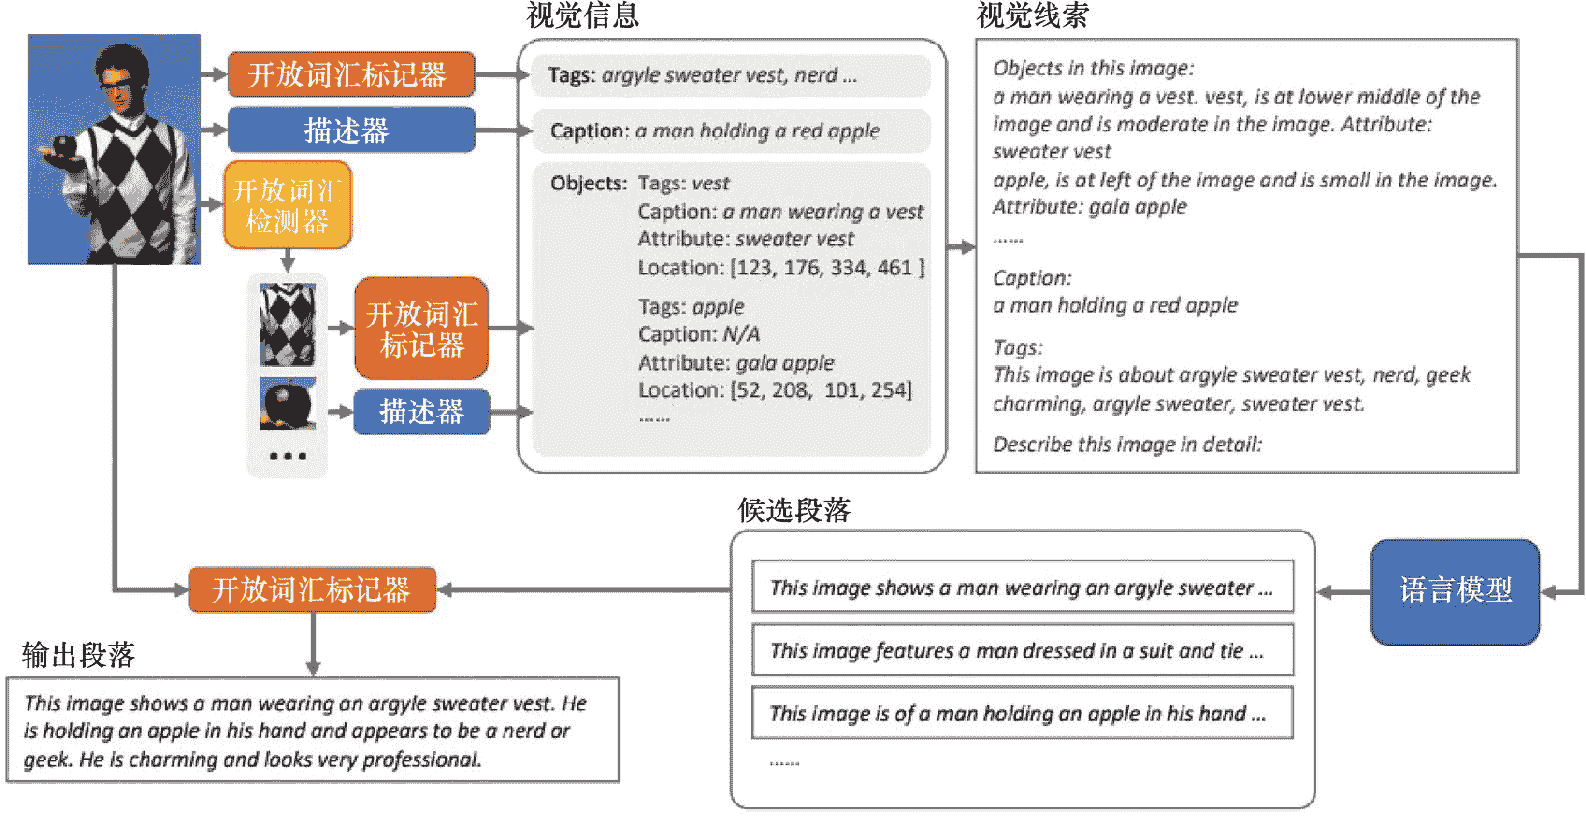 视觉信息
视觉线索
开放词汇标记器
描述器
开放词汇
检测器
开放词汇
标记器
描述器
Tags: argyle sweater vest, nerd ...
Caption: a man holding a red apple
Objects: Tags: vest
Caption: a man wearing a vest
Attribute: sweater vest
Location: [123, 176, 334, 461 ]
Tags: apple
Caption: N/A
Attribute: gala apple
Location: [52, 208, 101, 254]
......
Objects in this image:
a man wearing a vest. vest, is at lower middle of the
image and is moderate in the image. Attribute:
sweater vest
apple, is at left of the image and is small in the image.
Attribute: gala apple
......
Caption:
a man holding a red apple
Tags:
This image is about argyle sweater vest, nerd, geek
charming, argyle sweater, sweater vest.
Describe this image in detail:
语言模型
候选段落
This image shows a man wearing an argyle sweater ...
This image features a man dressed in a suit and tie ...
This image is of a man holding an apple in his hand ...
......
开放词汇标记器
输出段落
This image shows a man wearing an argyle sweater vest. He
is holding an apple in his hand and appears to be a nerd or
geek. He is charming and looks very professional.